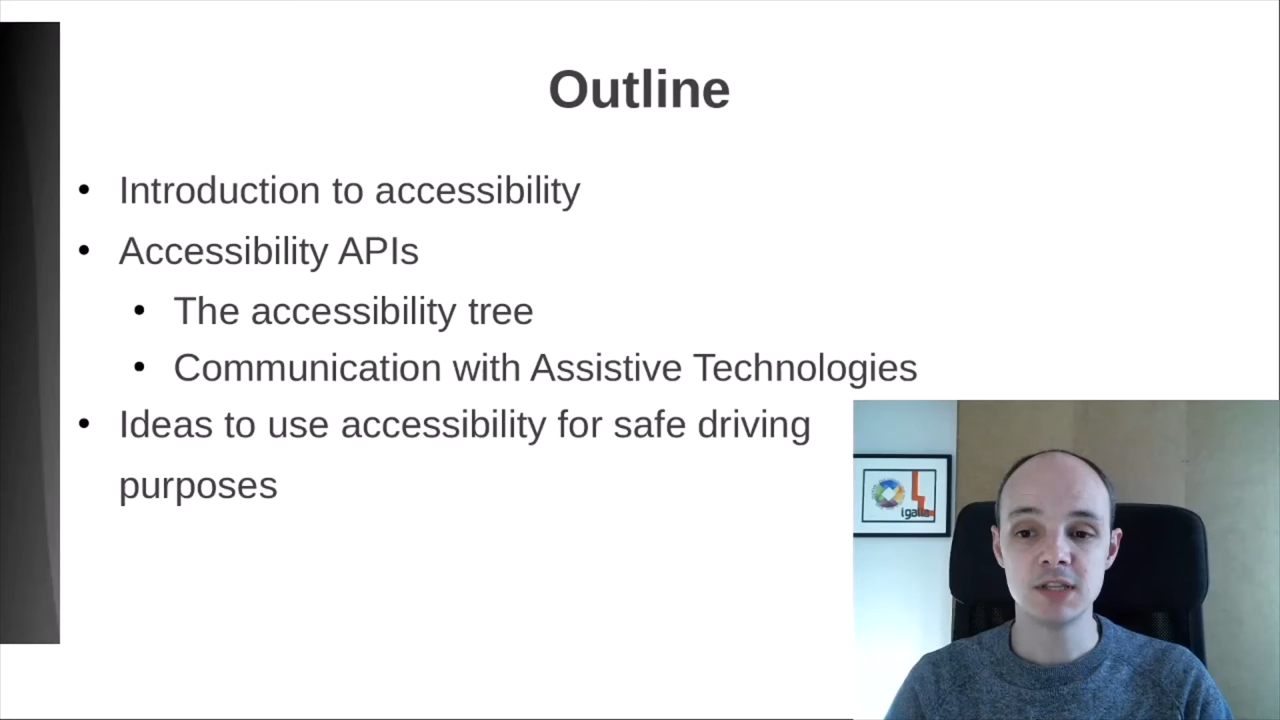 Outline
• Introduction to accessibility
• Accessibility APIs
• The accessibility tree
• Communication with Assistive Technologies
• Ideas to use accessibility for safe driving
purposes
igalia